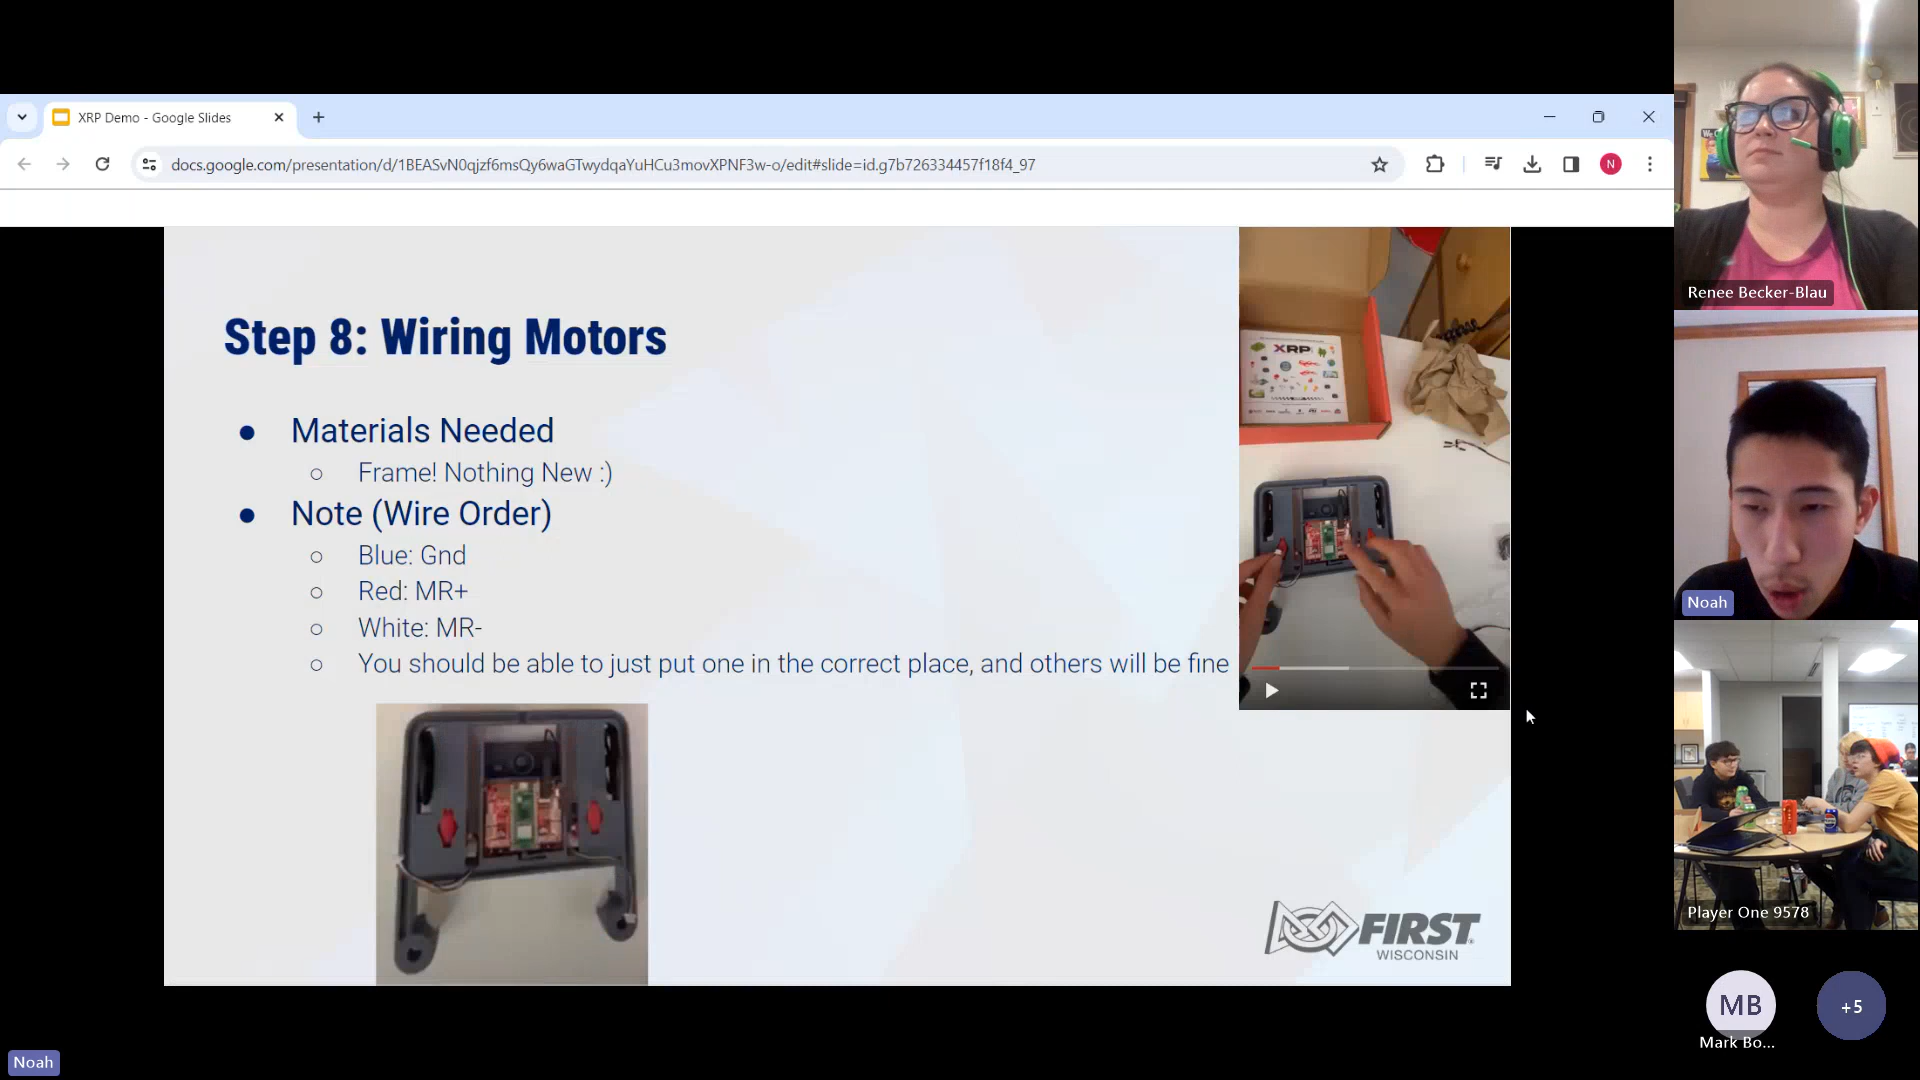 XRP Demo - Google Slides
docs.google.com/presentation/d/1BEASvN0qjzf6msQy6waGTwydqaYuHCu3movXPNF3w-o/edit#slide=id.g7b726334457f18f4_97
N
Step 8: Wiring Motors
Materials Needed
Frame! Nothing New :)
Note (Wire Order)
Blue: Gnd
Red: MR+
White: MR-
You should be able to just put one in the correct place, and others will be fine
XRP
FIRST
WISCONSIN
Renee Becker-Blau
Noah
Player One 9578
MB
+5
Mark Bo...
Noah